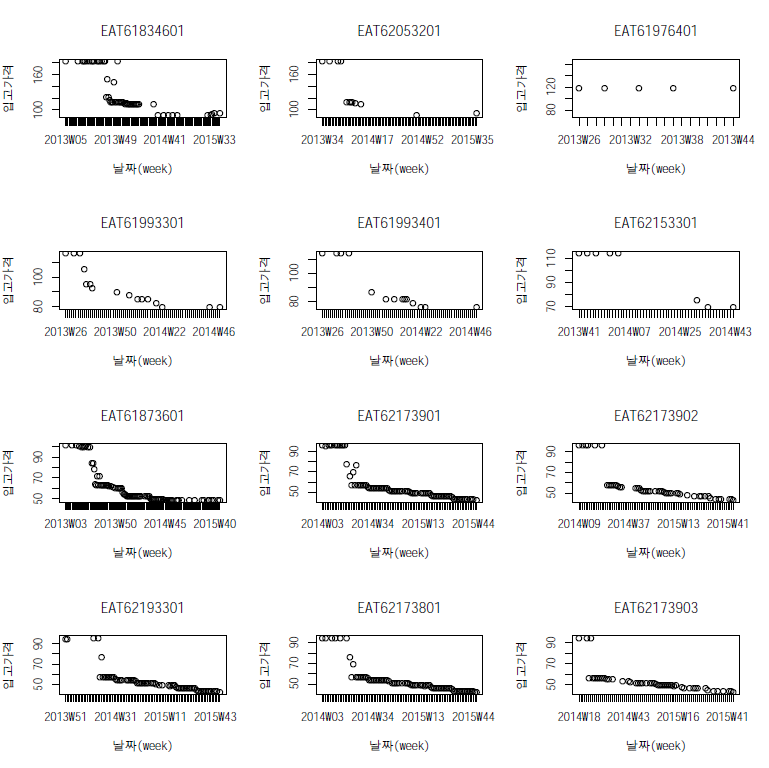 EAT61834601 EAT62053201 EAT61976401
입고가격 100 160 입고가격 100 160 입고가격 80 120
2013W05 2013W49 2014W41 2015W33 2013W34 2014W17 2014W52 2015W35 2013W26 2013W32 2013W38 2013W44
날짜(week) 날짜(week) 날짜(week)
EAT61993301 EAT61993401 EAT62153301
입고가격 80 100 입고가격 80 100 입고가격 70 90 110
2013W26 2013W50 2014W22 2014W46 2013W26 2013W50 2014W22 2014W46 2013W41 2014W07 2014W25 2014W43
날짜(week) 날짜(week) 날짜(week)
EAT61873601 EAT62173901 EAT62173902
입고가격 50 70 90 입고가격 50 70 90 입고가격 50 70 90
2013W03 2013W50 2014W45 2015W40 2014W03 2014W34 2015W13 2015W44 2014W09 2014W37 2015W13 2015W41
날짜(week) 날짜(week) 날짜(week)
EAT62193301 EAT62173801 EAT62173903
입고가격 50 70 90 입고가격 50 70 90 입고가격 50 70 90
2013W51 2014W31 2015W11 2015W43 2014W03 2014W34 2015W13 2015W44 2014W18 2014W43 2015W16 2015W41
날짜(week) 날짜(week) 날짜(week)